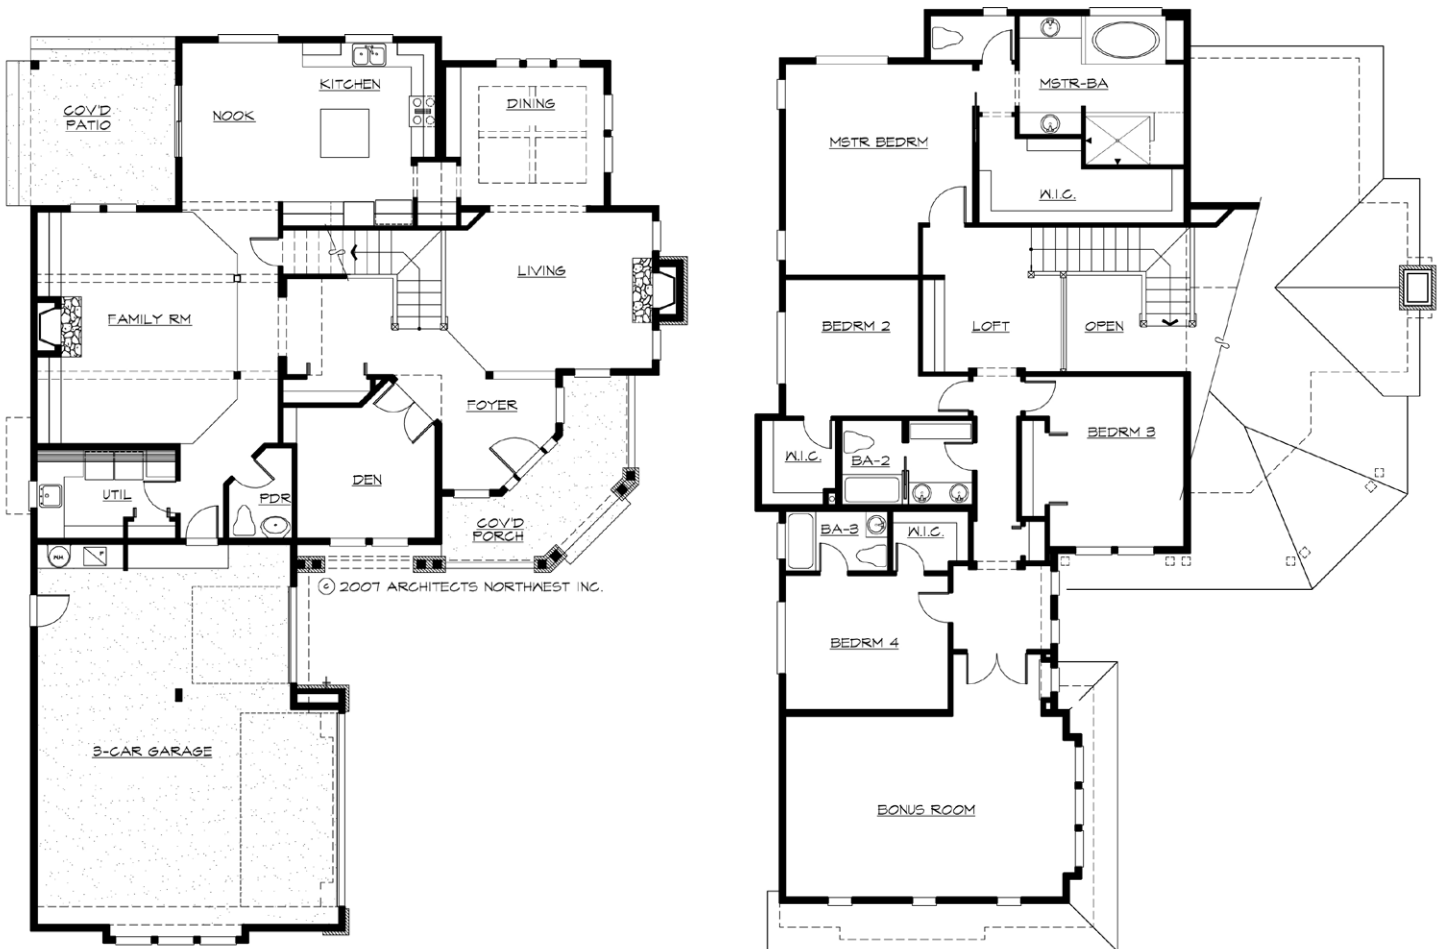 COV'D
PATIO
NOOK
KITCHEN
DINING
LIVING
FAMILY RM
FOYER
DEN
UTIL
PDR
COV'D
PORCH
© 2007 ARCHITECTS NORTHWEST INC.
3-CAR GARAGE
MSTR-BA
MSTR BEDRM
W.I.C.
BEDRM 2
LOFT
OPEN
BEDRM 3
W.I.C.
BA-2
BA-3
W.I.C.
BEDRM 4
BONUS ROOM